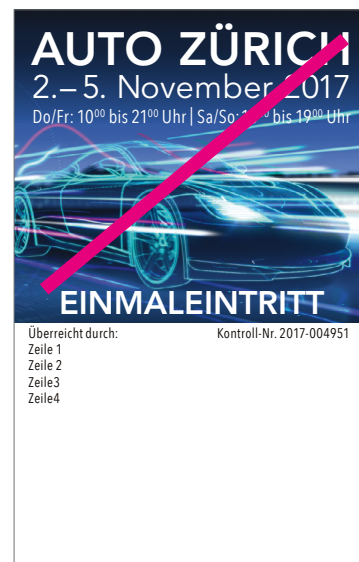 AUTO ZÜRICH
2.–5. November 2017
Do/Fr: 10⁰⁰ bis 21⁰⁰ Uhr | Sa/So: bis 19⁰⁰ Uhr
EINMALEINTRITT
Überreicht durch: Kontroll-Nr. 2017-004951
Zeile 1
Zeile 2
Zeile3
Zeile4